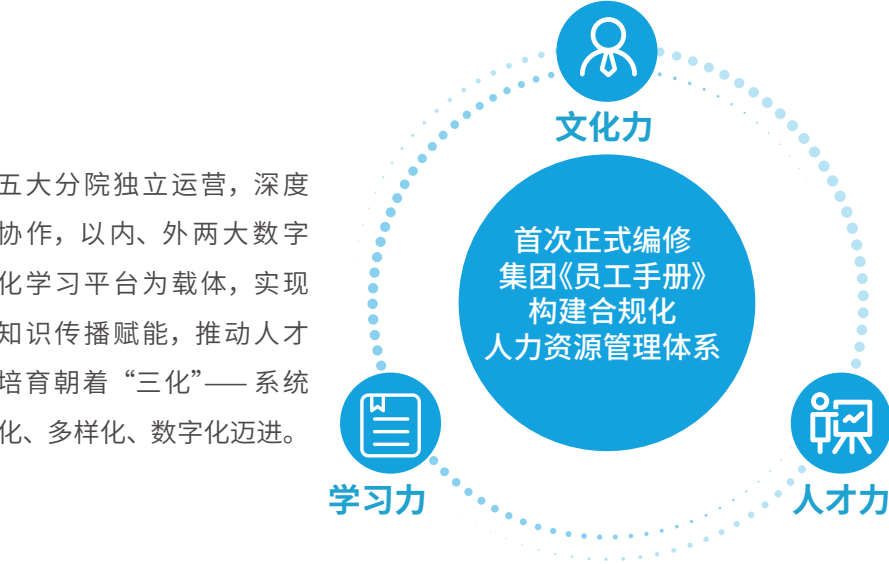 五大分院独立运营，深度
协作，以内、外两大数字
化学习平台为载体，实现
知识传播赋能，推动人才
培育朝着“三化”—— 系统
化、多样化、数字化迈进。
文化力
首次正式编修
集团《员工手册》
构建合规化
人力资源管理体系
学习力
人才力